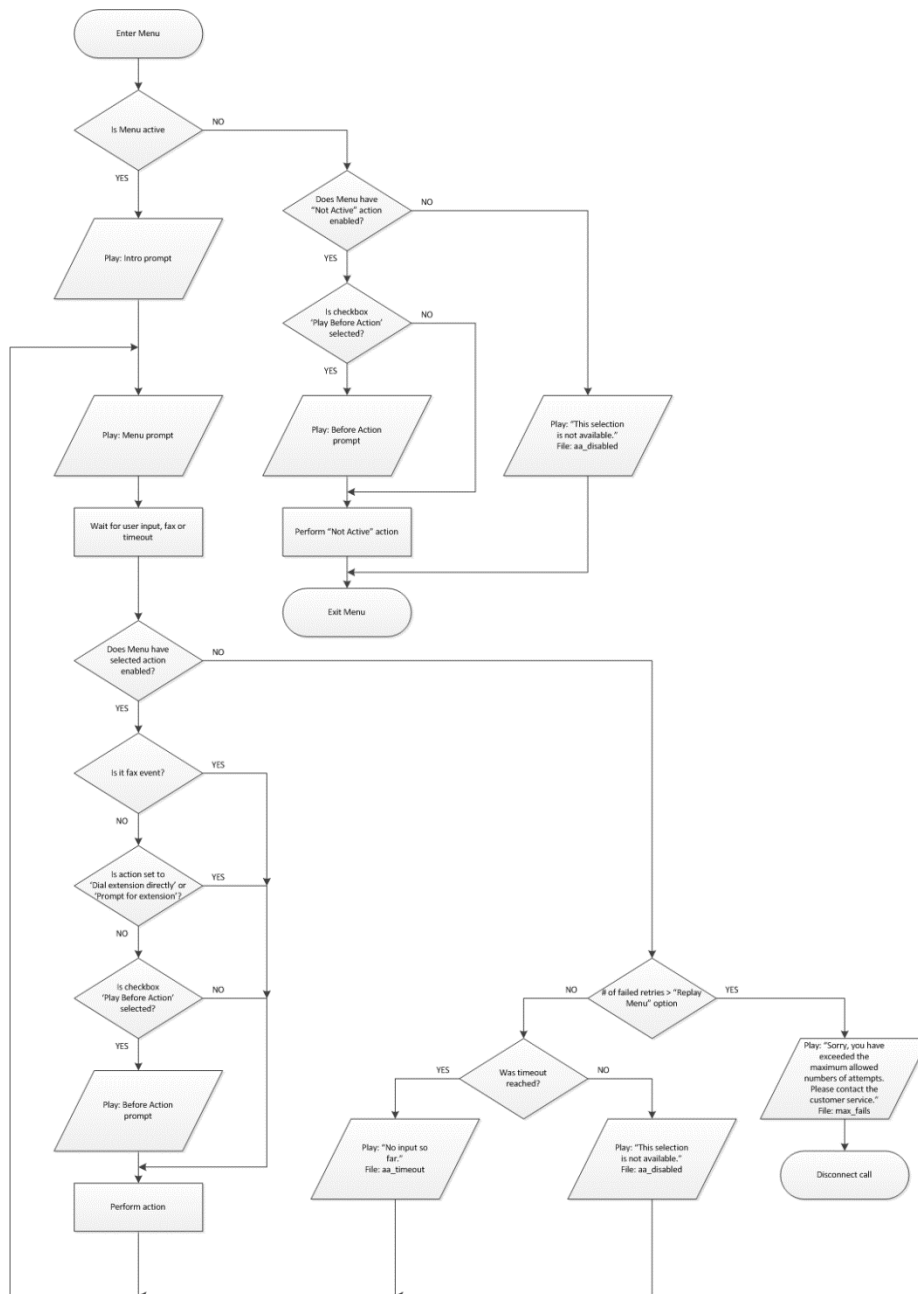 Enter Menu
Is Menu active
NO
YES
Does Menu have
"Not Active" action
enabled?
NO
YES
Play: Intro prompt
Is checkbox
'Play Before Action'
selected?
NO
YES
Play: Menu prompt
Play: Before Action
prompt
Play: "This selection
is not available."
File: aa_disabled
Wait for user input, fax or
timeout
Perform "Not Active" action
Exit Menu
Does Menu have
selected action
enabled?
NO
YES
Is it fax event?
YES
NO
Is action set to
'Dial extension directly' or
'Prompt for extension'?
YES
NO
Is checkbox
'Play Before Action'
selected?
NO
YES
# of failed retries > "Replay
Menu" option
NO
YES
Was timeout
reached?
YES
NO
Play: "Sorry, you have
exceeded the
maximum allowed
numbers of attempts.
Please contact the
customer service."
File: max_fails
Play: Before Action
prompt
Play: "No input so
far."
File: aa_timeout
Play: "This selection
is not available."
File: aa_disabled
Disconnect call
Perform action